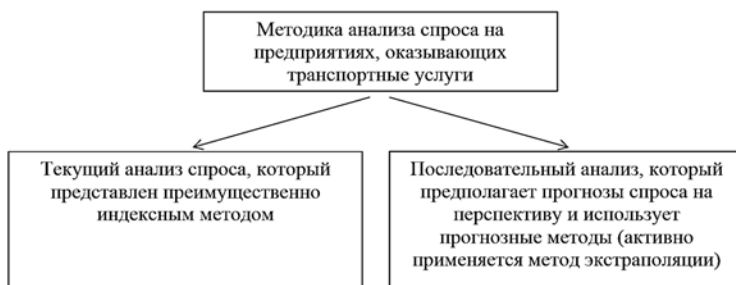 Методика анализа спроса на
предприятиях, оказывающих
транспортные услуги
Текущий анализ спроса, который
представлен преимущественно
индексным методом
Последовательный анализ, который
предполагает прогнозы спроса на
перспективу и использует
прогнозные методы (активно
применяется метод экстраполяции)